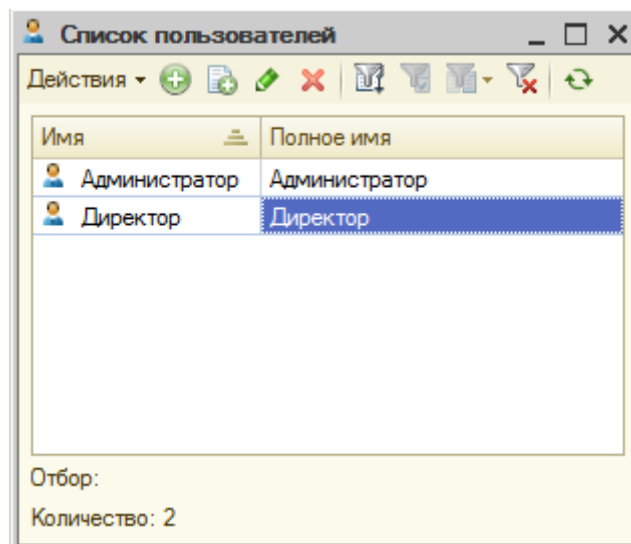 Список пользователей
Действия
Имя Полное имя
Администратор Администратор
Директор Директор
Отбор:
Количество: 2